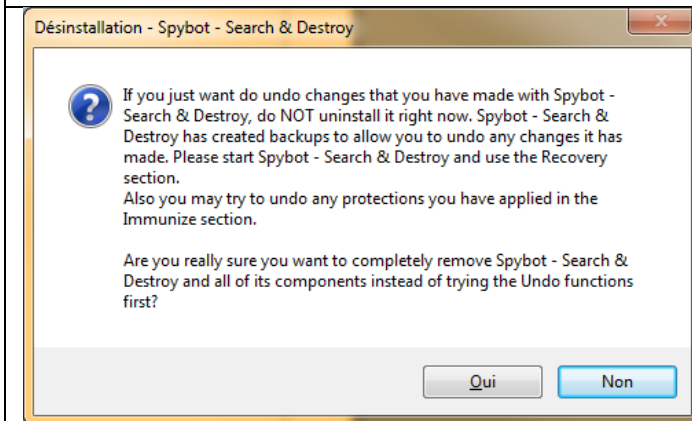 Désinstallation - Spybot - Search & Destroy
x
If you just want do undo changes that you have made with Spybot -
Search & Destroy, do NOT uninstall it right now. Spybot - Search &
Destroy has created backups to allow you to undo any changes it has
made. Please start Spybot - Search & Destroy and use the Recovery
section.
Also you may try to undo any protections you have applied in the
Immunize section.
Are you really sure you want to completely remove Spybot - Search &
Destroy and all of its components instead of trying the Undo functions
first?
Oui Non